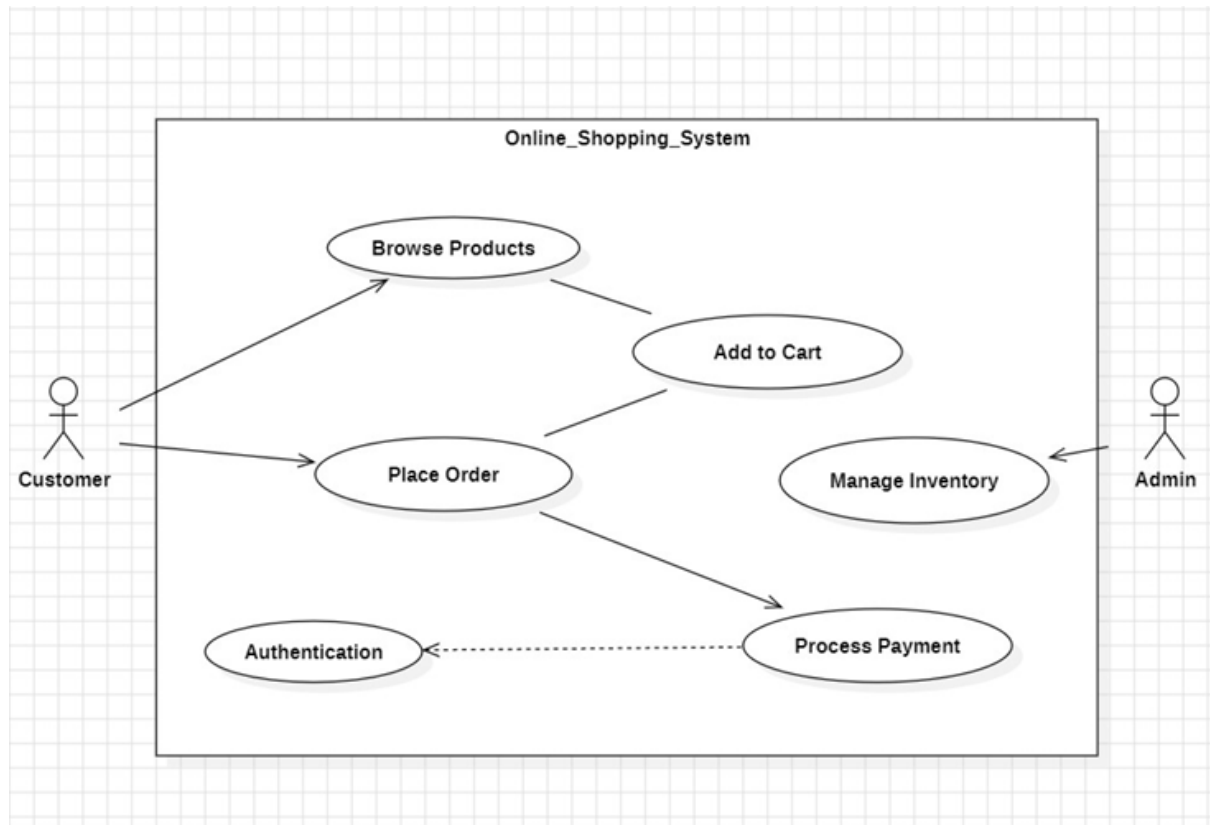 Online_Shopping_System
Browse Products
Add to Cart
Customer
Place Order
Manage Inventory
Admin
Authentication
Process Payment